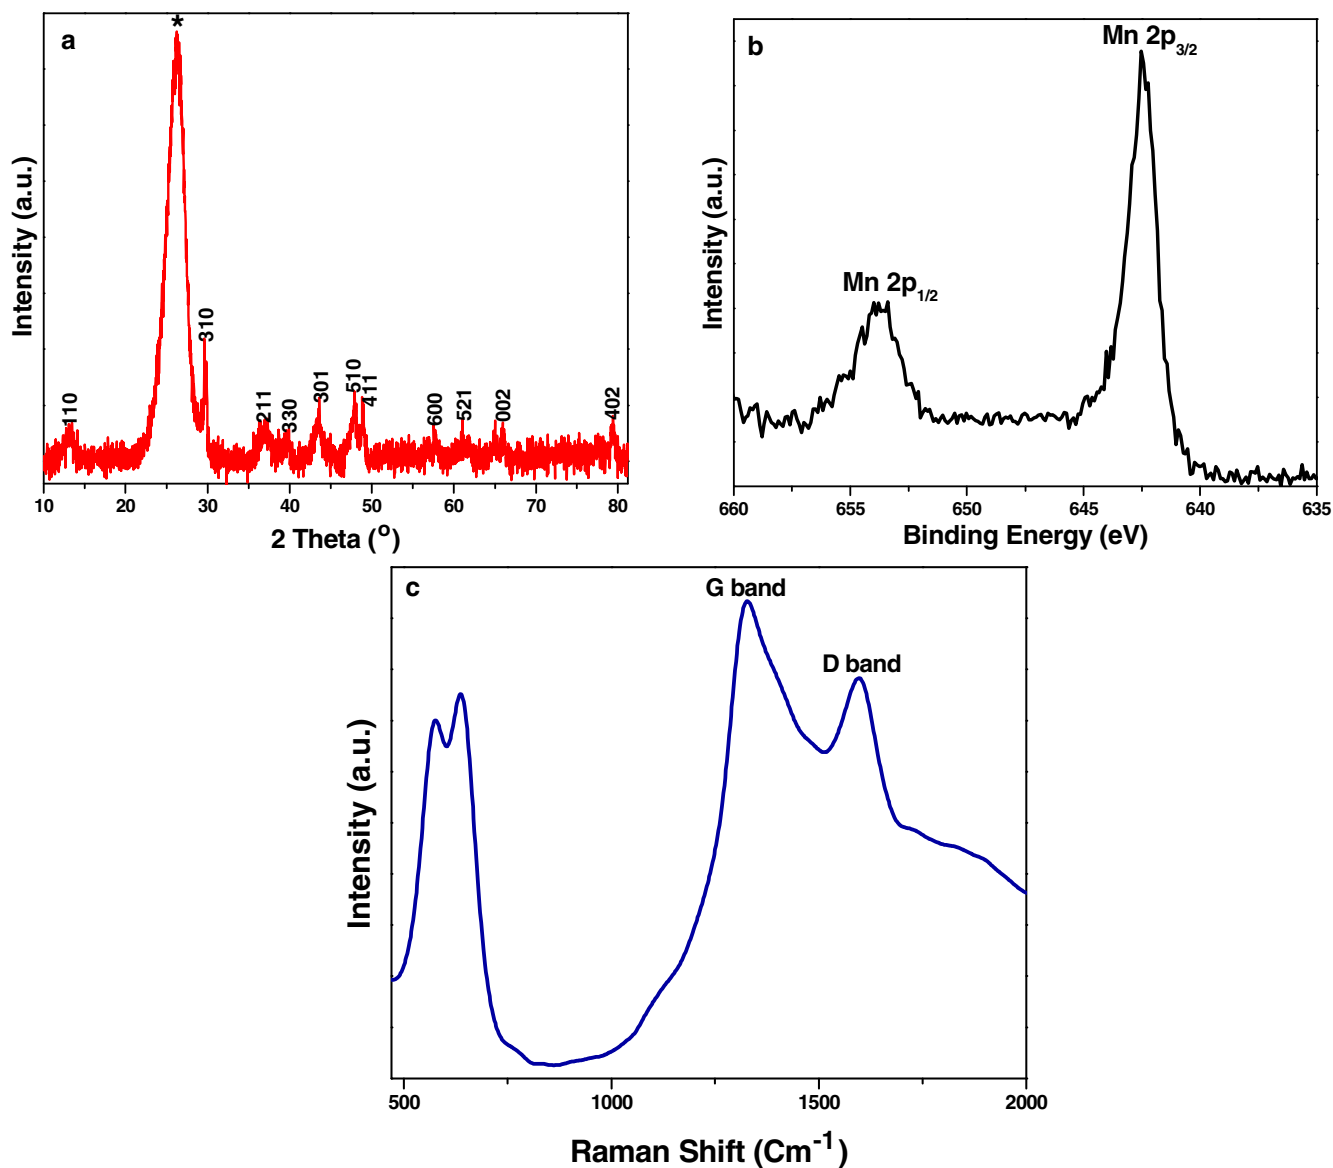 a
*
110
310
211
330
301
510
411
600
521
002
402
Intensity (a.u.)
10 20 30 40 50 60 70 80
2 Theta (°)
b
Mn 2p3/2
Mn 2p1/2
Intensity (a.u.)
660 655 650 645 640 635
Binding Energy (eV)
c
G band
D band
Intensity (a.u.)
500 1000 1500 2000
Raman Shift (Cm-1)